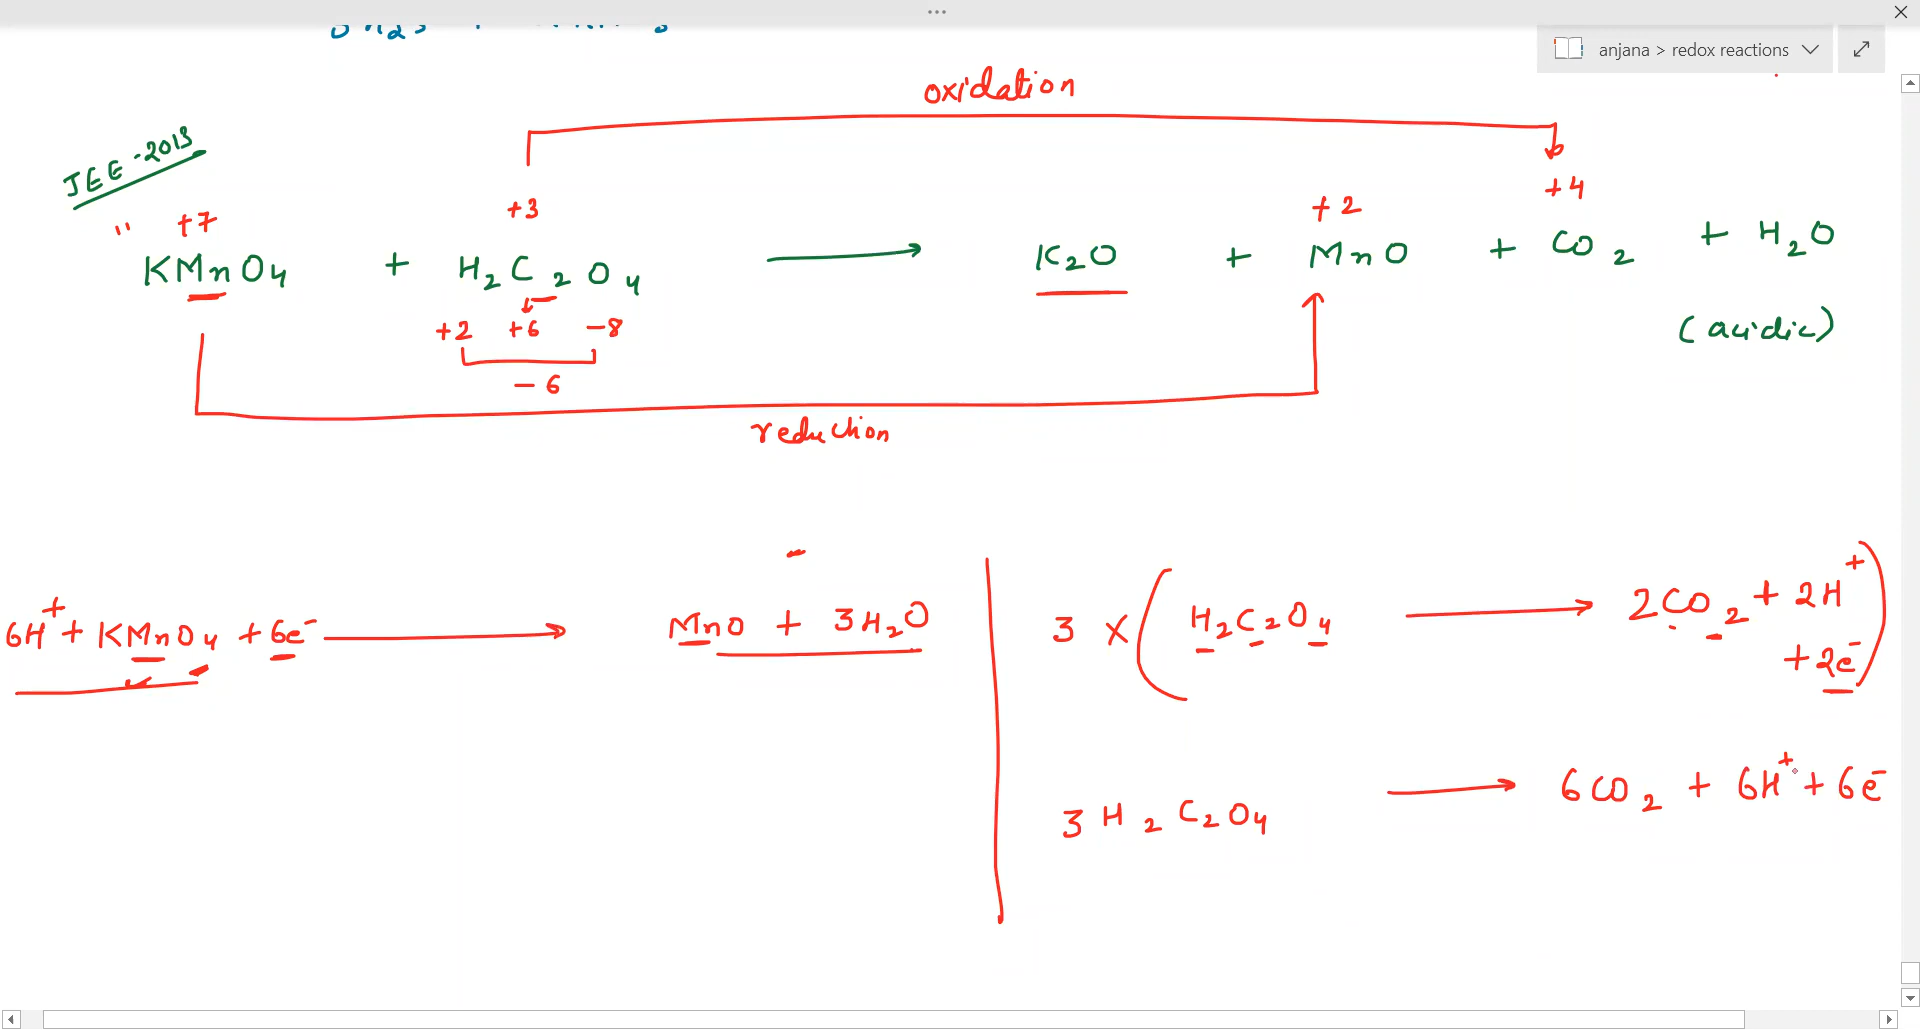 anjana > redox reactions
oxidation
JEE-2013
+7 +3 +2 +4
" KMnO4 + H2C2O4 → K2O + MnO + CO2 + H2O
+2 +6 -8
(acidic)
-6
reduction
6H+ + KMnO4 + 6e- → MnO + 3H2O
3 × (H2C2O4 → 2CO2 + 2H+
+ 2e-)
3H2C2O4 → 6CO2 + 6H+ + 6e-